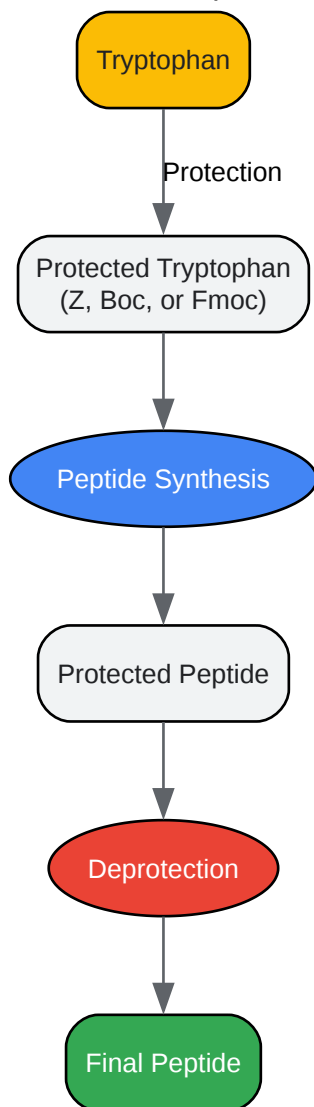 Tryptophan
Protection
Protected Tryptophan
(Z, Boc, or Fmoc)
Peptide Synthesis
Protected Peptide
Deprotection
Final Peptide